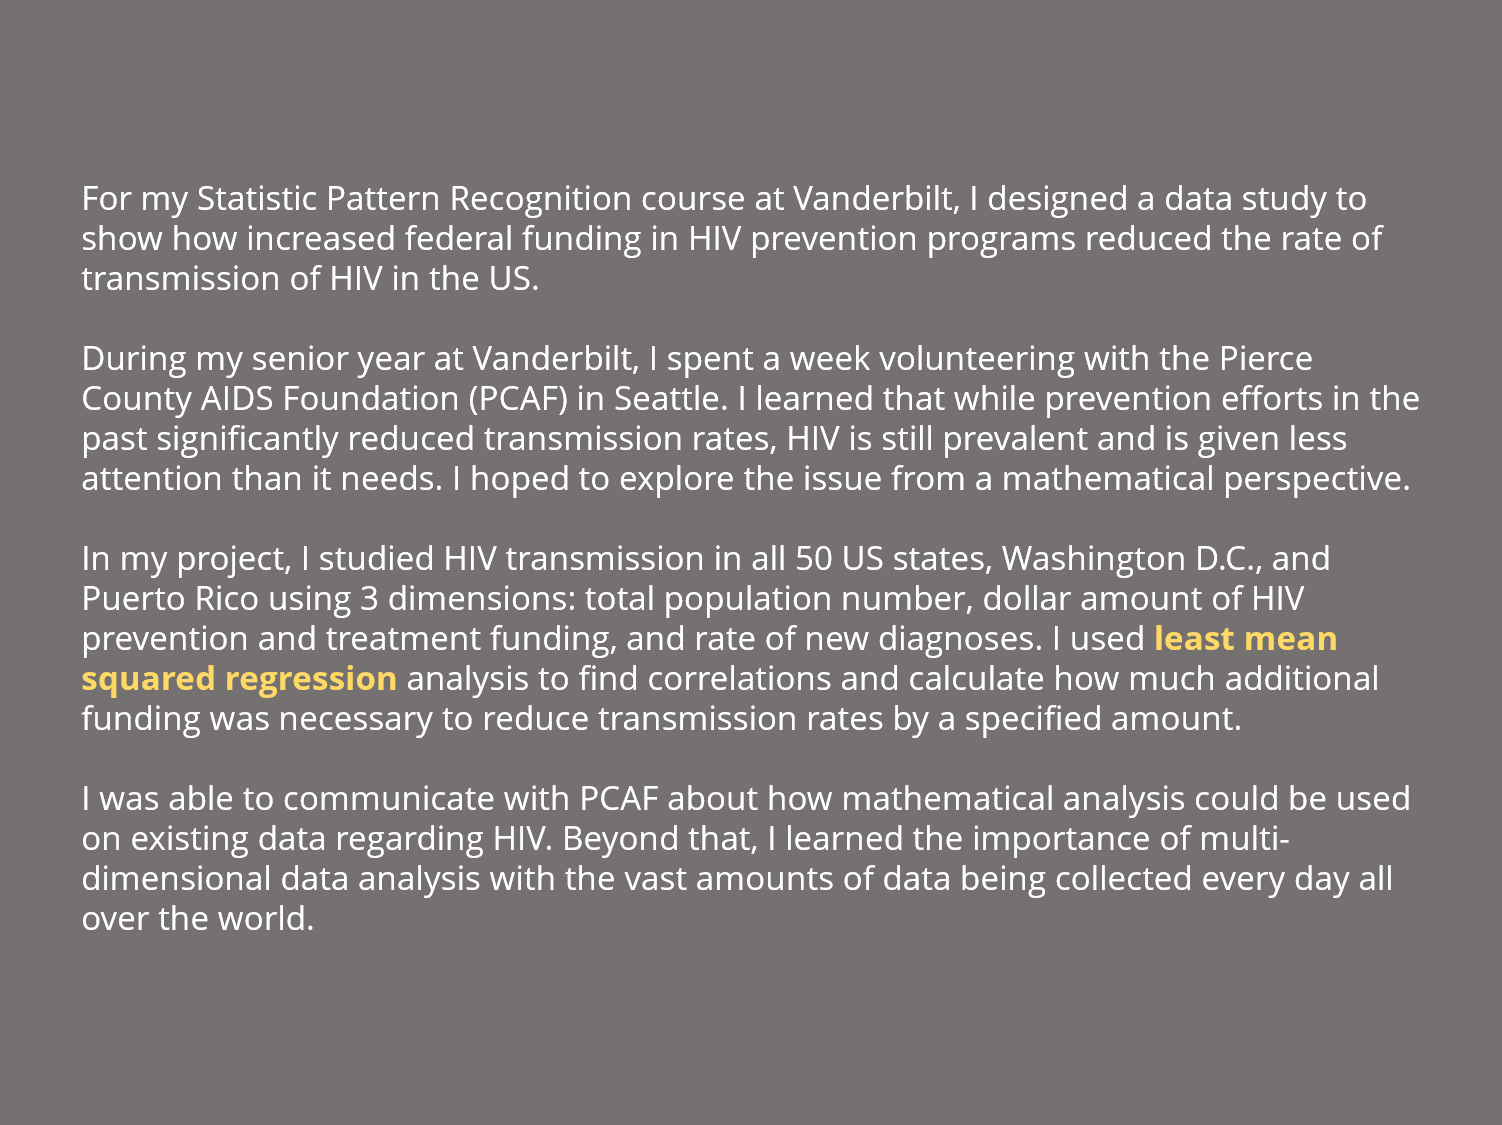 For my Statistic Pattern Recognition course at Vanderbilt, I designed a data study to
show how increased federal funding in HIV prevention programs reduced the rate of
transmission of HIV in the US.
During my senior year at Vanderbilt, I spent a week volunteering with the Pierce
County AIDS Foundation (PCAF) in Seattle. I learned that while prevention efforts in the
past significantly reduced transmission rates, HIV is still prevalent and is given less
attention than it needs. I hoped to explore the issue from a mathematical perspective.
In my project, I studied HIV transmission in all 50 US states, Washington D.C., and
Puerto Rico using 3 dimensions: total population number, dollar amount of HIV
prevention and treatment funding, and rate of new diagnoses. I used least mean
squared regression analysis to find correlations and calculate how much additional
funding was necessary to reduce transmission rates by a specified amount.
I was able to communicate with PCAF about how mathematical analysis could be used
on existing data regarding HIV. Beyond that, I learned the importance of multi-
dimensional data analysis with the vast amounts of data being collected every day all
over the world.